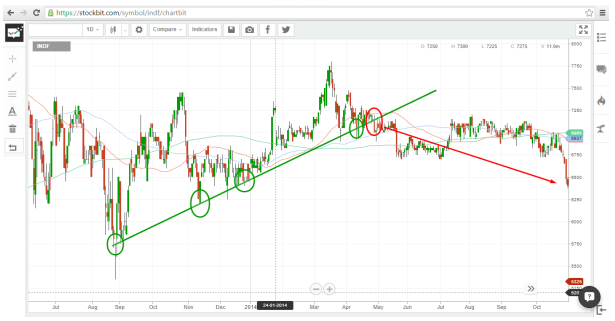 https://stockbit.com/symbol/indf/chartbit
1D
Compare
Indicators
INDF
O 7250 H 7300 L 7225 C 7275 V 11.0m
8000
7750
7500
7250
6750
6500
6250
6000
5750
5500
Jul Aug Sep Oct Nov Dec 2014 Feb Mar Apr May Jun Jul Aug Sep Oct
24-01-2014